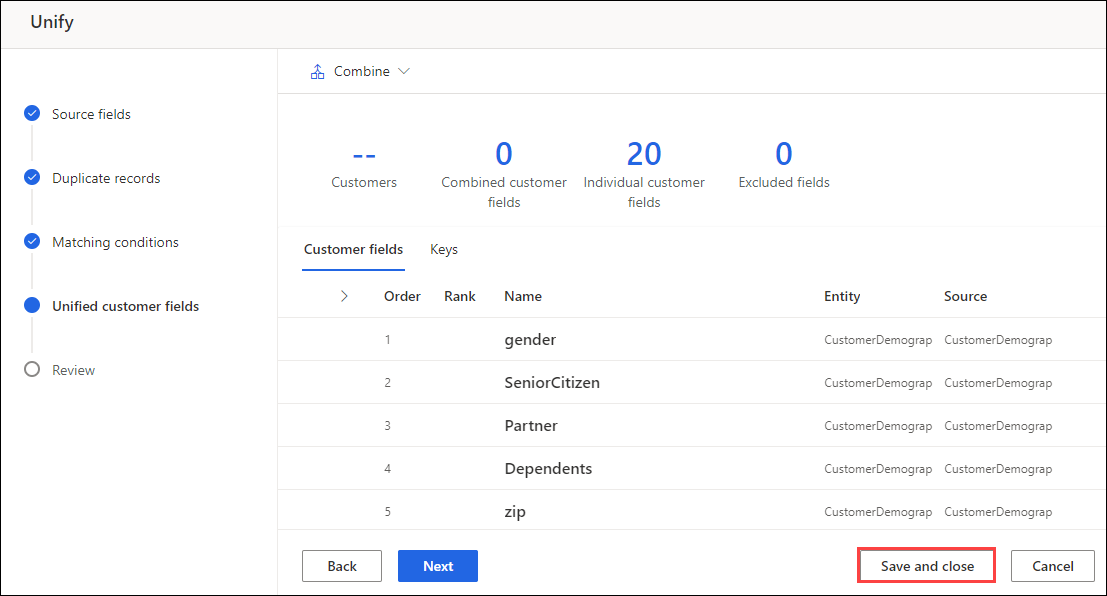 Unify
Source fields
Duplicate records
Matching conditions
Unified customer fields
Review
Combine
-- 0 20 0
Customers Combined customer Individual customer Excluded fields
fields fields
Customer fields Keys
Order Rank Name Entity Source
1 gender CustomerDemograp CustomerDemograp
2 SeniorCitizen CustomerDemograp CustomerDemograp
3 Partner CustomerDemograp CustomerDemograp
4 Dependents CustomerDemograp CustomerDemograp
5 zip CustomerDemograp CustomerDemograp
Back Next Save and close Cancel